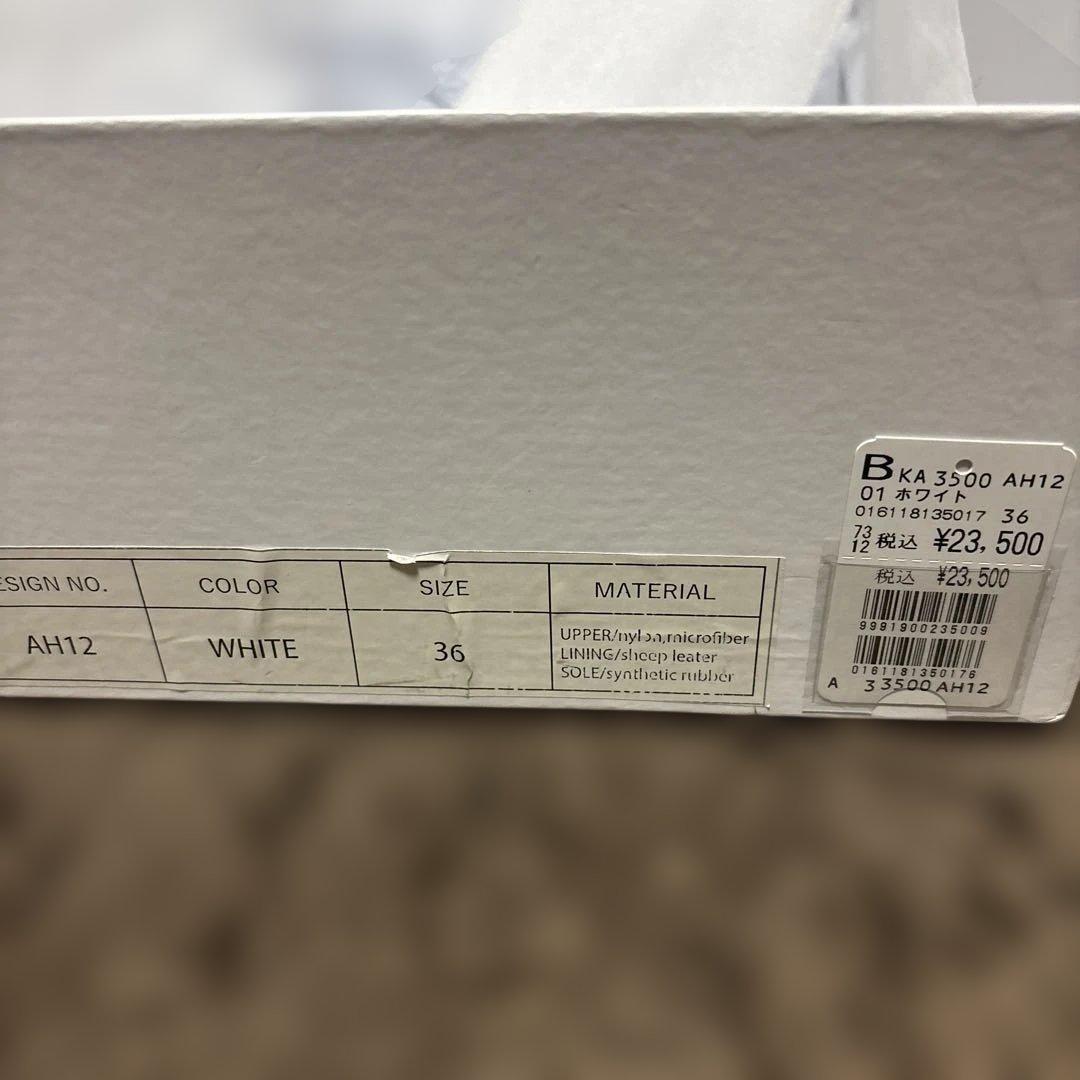 ESIGN NO. COLOR SIZE MATERIAL
AH12 WHITE 36
UPPER/nylon,microfiber
LINING/sheep leater
SOLE/synthetic rubber
B KA 3500 AH12
01 ホワイト
016118135017 36
73
12 税込 ¥23,500
税込 ¥23,500
9991900235009
0161181350176
A 3 3500 AH12